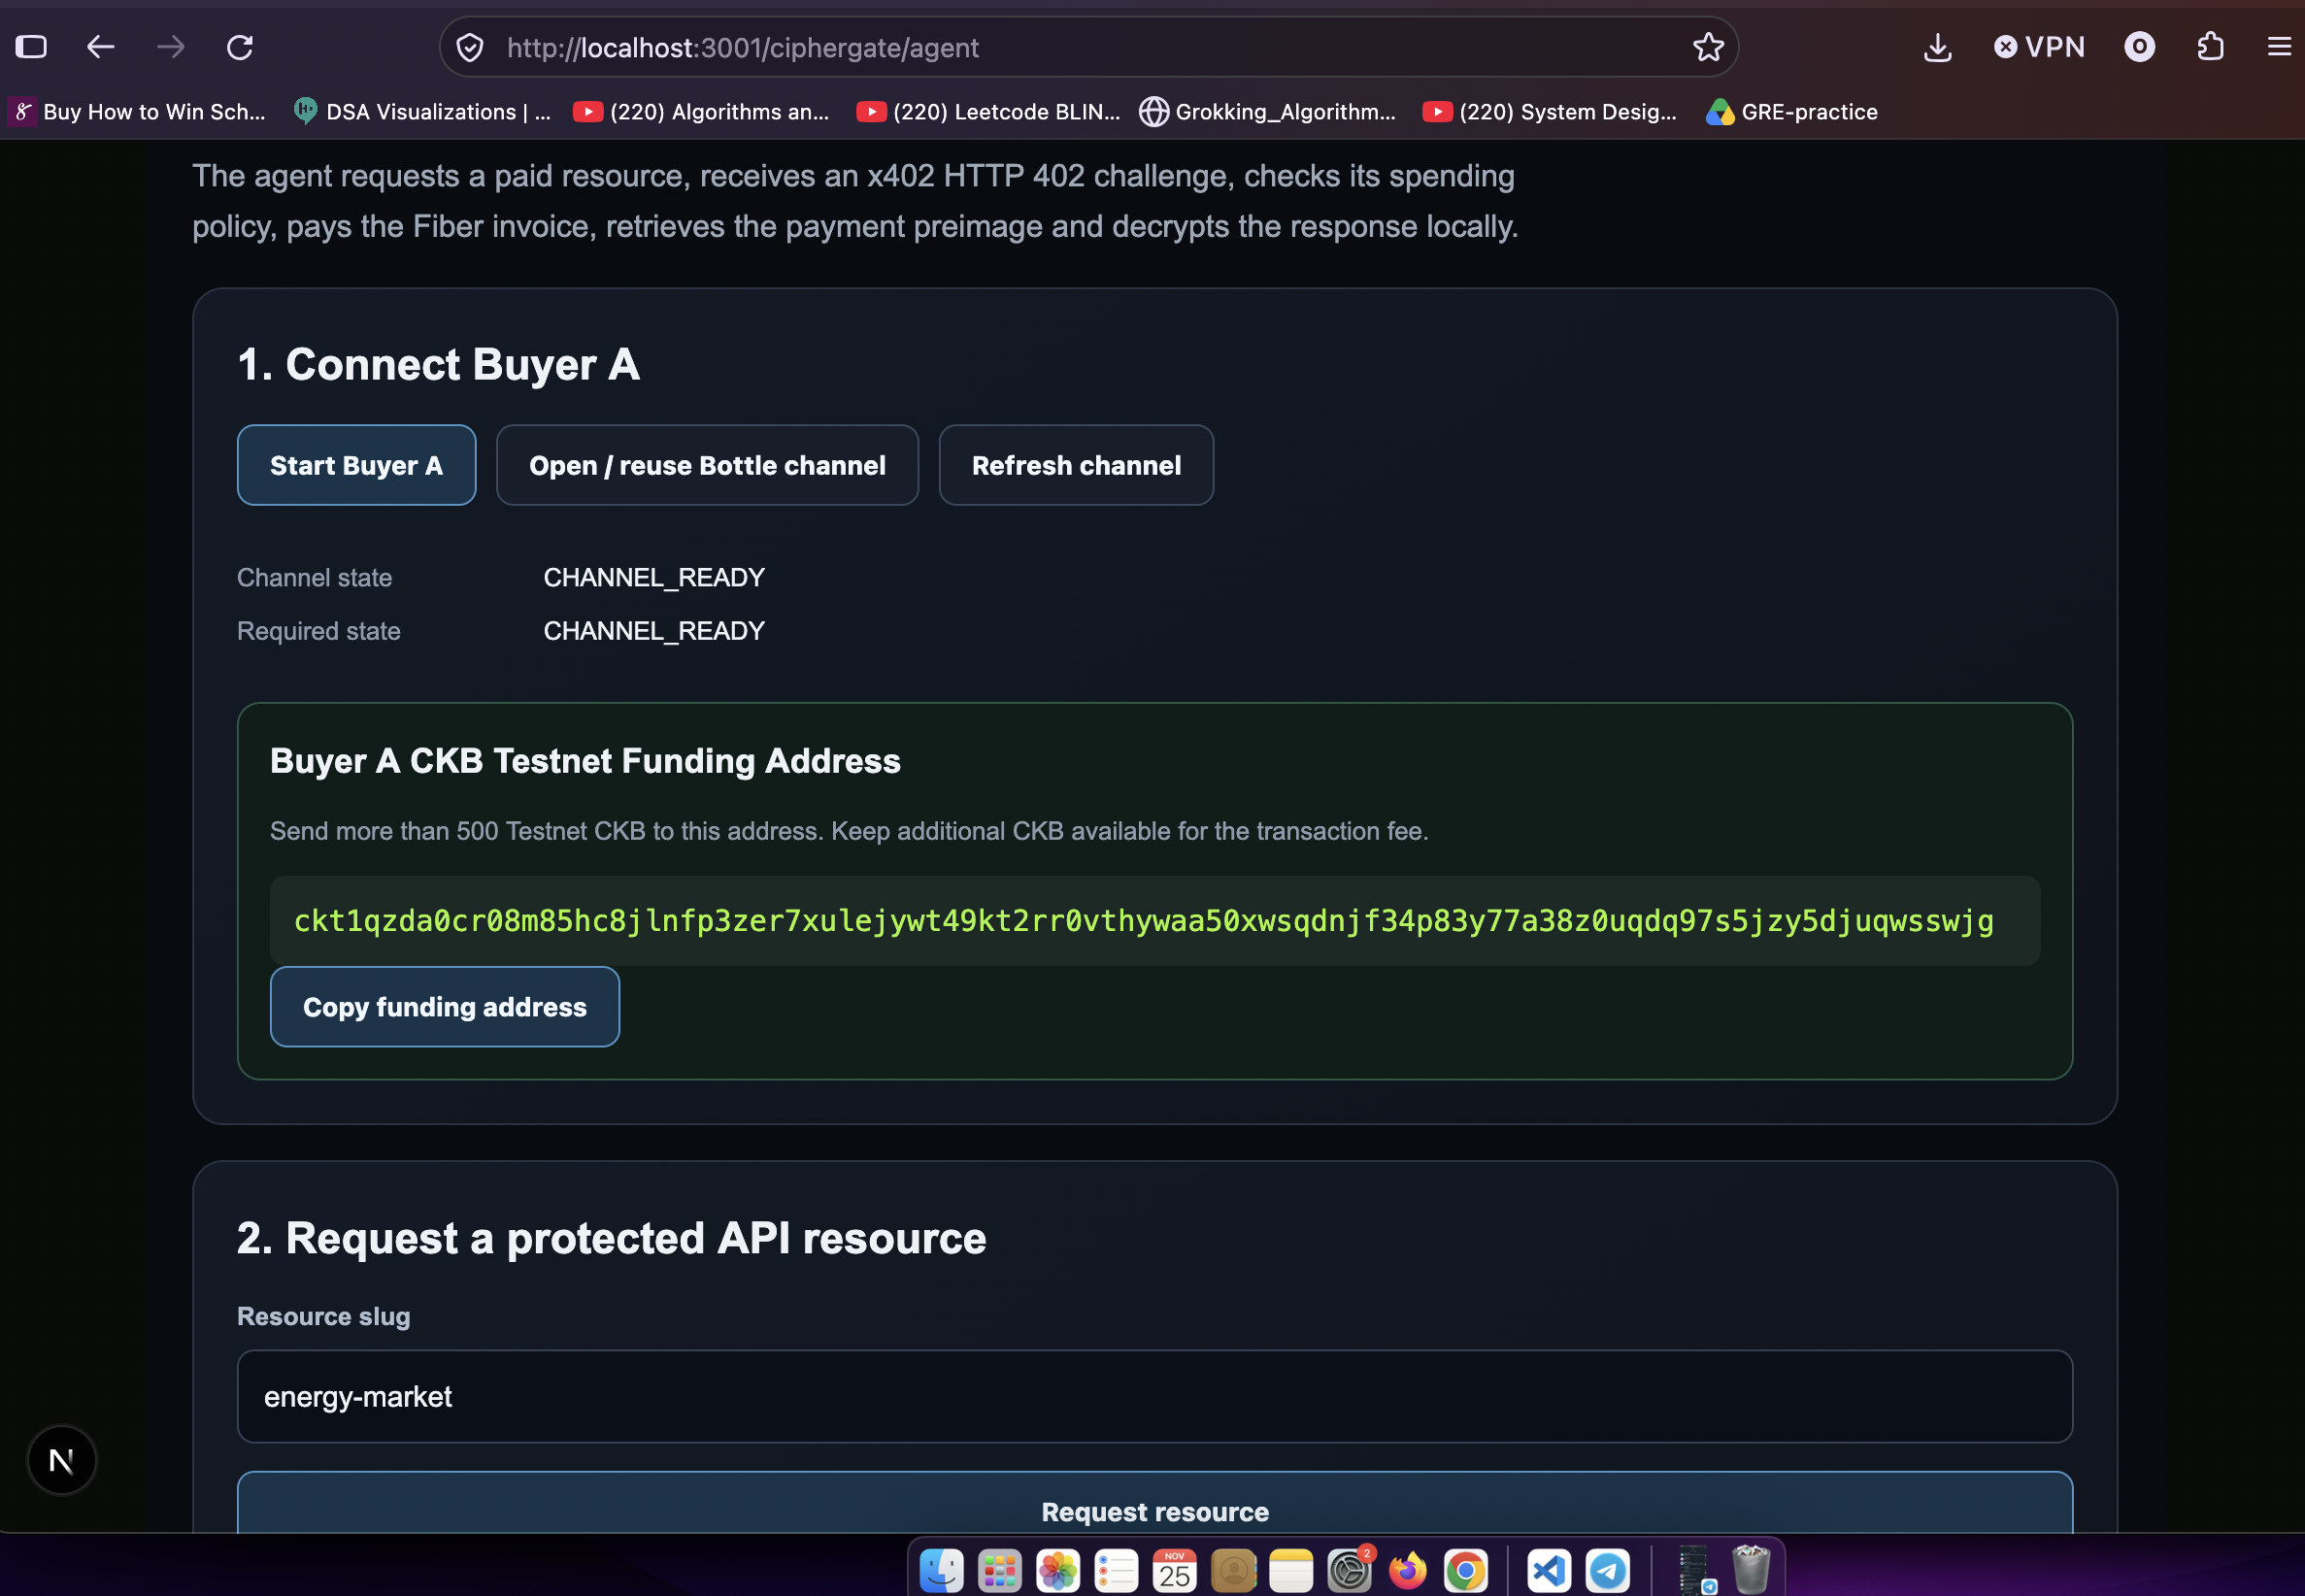 http://localhost:3001/ciphergate/agent
VPN
Buy How to Win Sch...
DSA Visualizations | ...
(220) Algorithms an...
(220) Leetcode BLIN...
Grokking_Algorithm...
(220) System Desig...
GRE-practice
The agent requests a paid resource, receives an x402 HTTP 402 challenge, checks its spending
policy, pays the Fiber invoice, retrieves the payment preimage and decrypts the response locally.
1. Connect Buyer A
Start Buyer A
Open / reuse Bottle channel
Refresh channel
Channel state CHANNEL_READY
Required state CHANNEL_READY
Buyer A CKB Testnet Funding Address
Send more than 500 Testnet CKB to this address. Keep additional CKB available for the transaction fee.
ckt1qzda0cr08m85hc8jlnfp3zer7xulejywt49kt2rr0vthywaa50xwsqdnjf34p83y77a38z0uqdq97s5jzy5djuqwsswjg
Copy funding address
2. Request a protected API resource
Resource slug
energy-market
Request resource
N
NOV
25
2